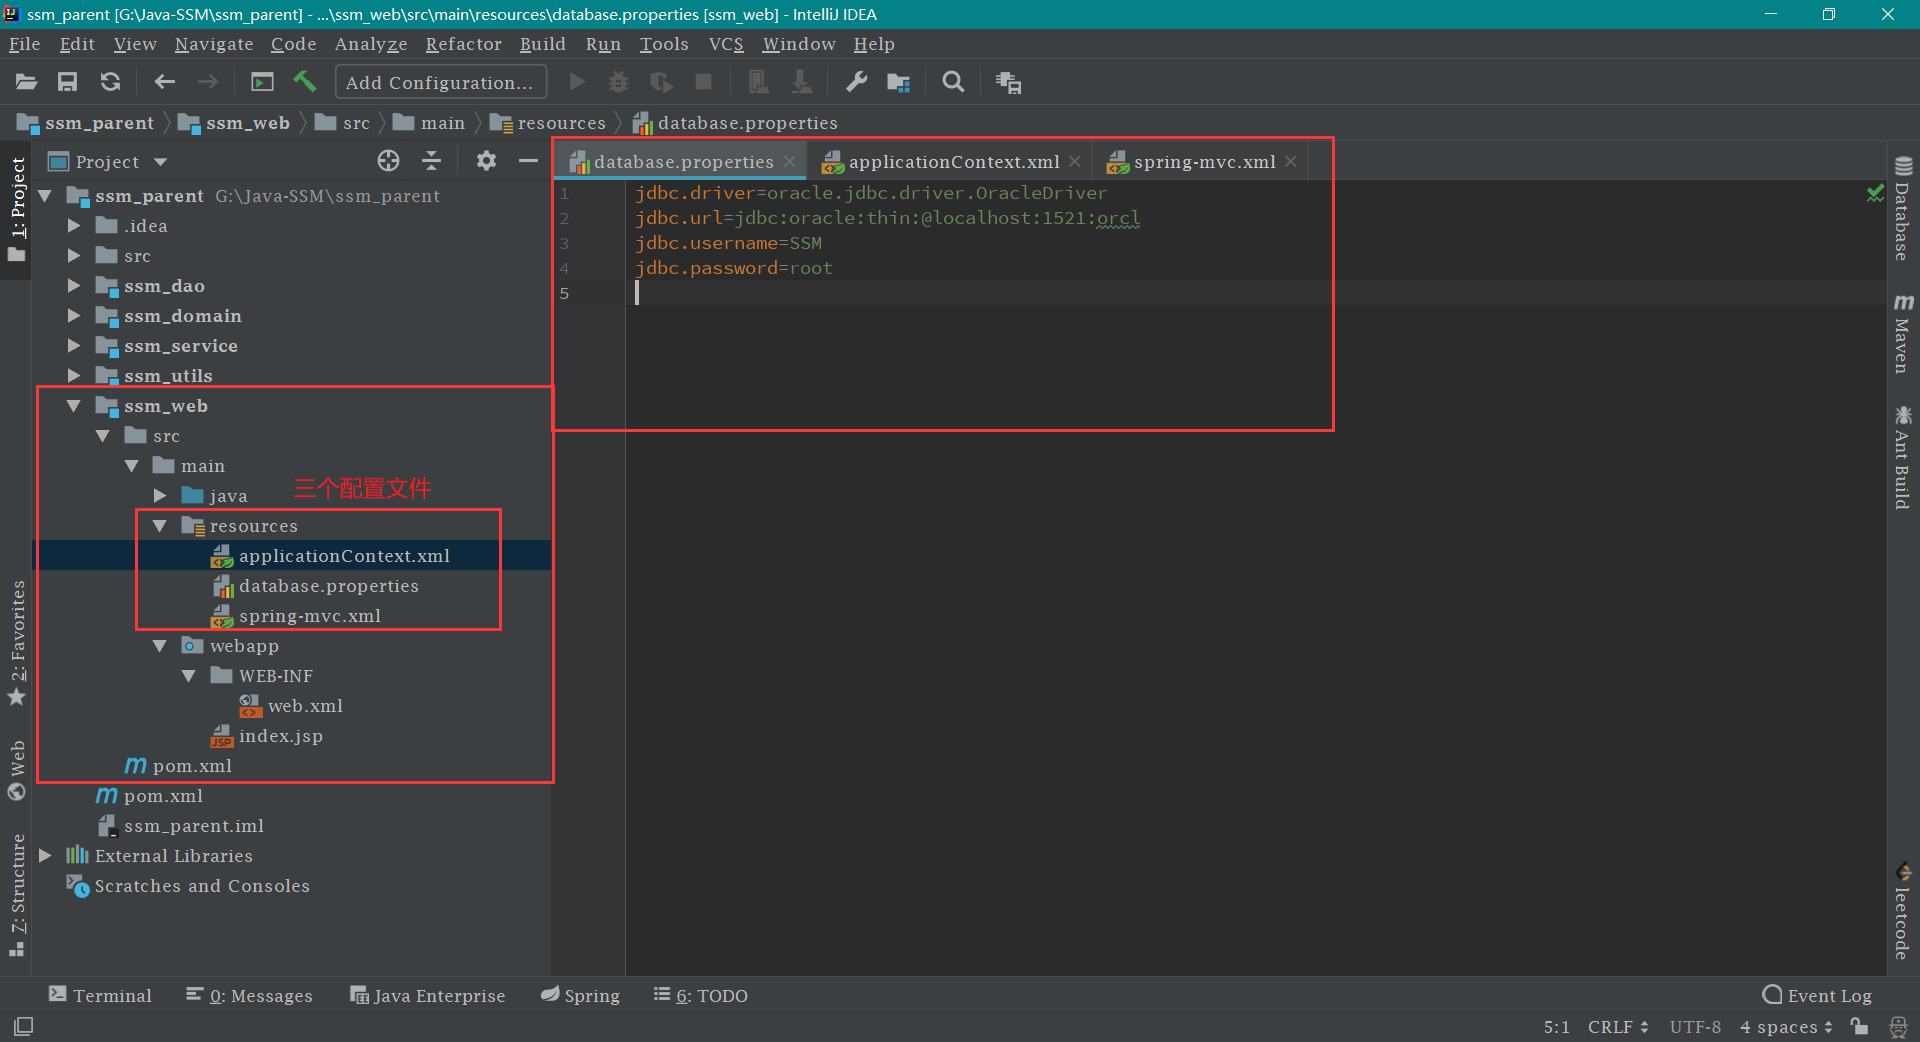 ssm_parent [G:\Java-SSM\ssm_parent] - ...\ssm_web\src\main\resources\database.properties [ssm_web] - IntelliJ IDEA
File Edit View Navigate Code Analyze Refactor Build Run Tools VCS Window Help
Add Configuration...
ssm_parent ssm_web src main resources database.properties
1: Project
2: Favorites
Web
7: Structure
Project
ssm_parent G:\Java-SSM\ssm_parent
.idea
src
ssm_dao
ssm_domain
ssm_service
ssm_utils
ssm_web
src
main
java
三个配置文件
resources
applicationContext.xml
database.properties
spring-mvc.xml
webapp
WEB-INF
web.xml
index.jsp
pom.xml
pom.xml
ssm_parent.iml
External Libraries
Scratches and Consoles
database.properties applicationContext.xml spring-mvc.xml
1 jdbc.driver=oracle.jdbc.driver.OracleDriver
2 jdbc.url=jdbc:oracle:thin:@localhost:1521:orcl
3 jdbc.username=SSM
4 jdbc.password=root
5
Database
Maven
Ant Build
leetcode
Terminal 0: Messages Java Enterprise Spring 6: TODO Event Log
5:1 CRLF UTF-8 4 spaces